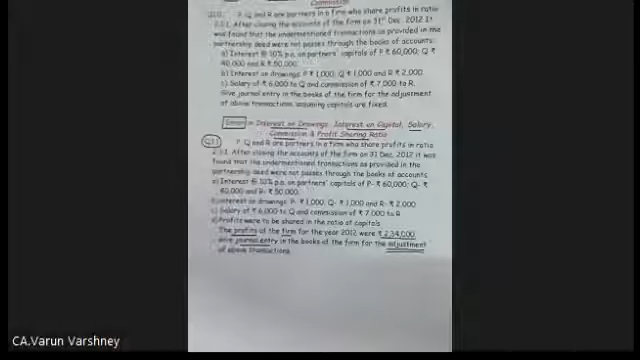 Commission
Q10. P, Q and R are partners in a firm who share profits in ratio
2:2:1. After closing the accounts of the firm on 31st Dec. 2012 it
was found that the undermentioned transactions as provided in the
partnership deed were not passes through the books of accounts:
a) Interest @ 10% p.a. on partners' capitals of P ₹ 60,000; Q ₹
40,000 and R ₹ 50,000.
b) Interest on drawings: P ₹ 1,000; Q ₹ 1,000 and R ₹ 2,000.
c) Salary of ₹ 6,000 to Q and commission of ₹ 7,000 to R.
Give journal entry in the books of the firm for the adjustment
of above transactions, assuming capitals are fixed.
Error in Interest on Drawings, Interest on Capital, Salary,
Commission & Profit Sharing Ratio
Q11 P, Q and R are partners in a firm who share profits in ratio
2:2:1. After closing the accounts of the firm on 31 Dec, 2012 it was
found that the undermentioned transactions as provided in the
partnership deed were not passes through the books of accounts
a) Interest @ 10% p.a. on partners' capitals of P- ₹ 60,000; Q- ₹
40,000 and R- ₹ 50,000.
b) Interest on drawings: P- ₹ 1,000; Q- ₹ 1,000 and R- ₹ 2,000
c) Salary of ₹ 6,000 to Q and commission of ₹ 7,000 to R
d) Profits were to be shared in the ratio of capitals
The profits of the firm for the year 2012 were ₹ 2,34,000
Give journal entry in the books of the firm for the adjustment
of above transactions.
CA.Varun Varshney